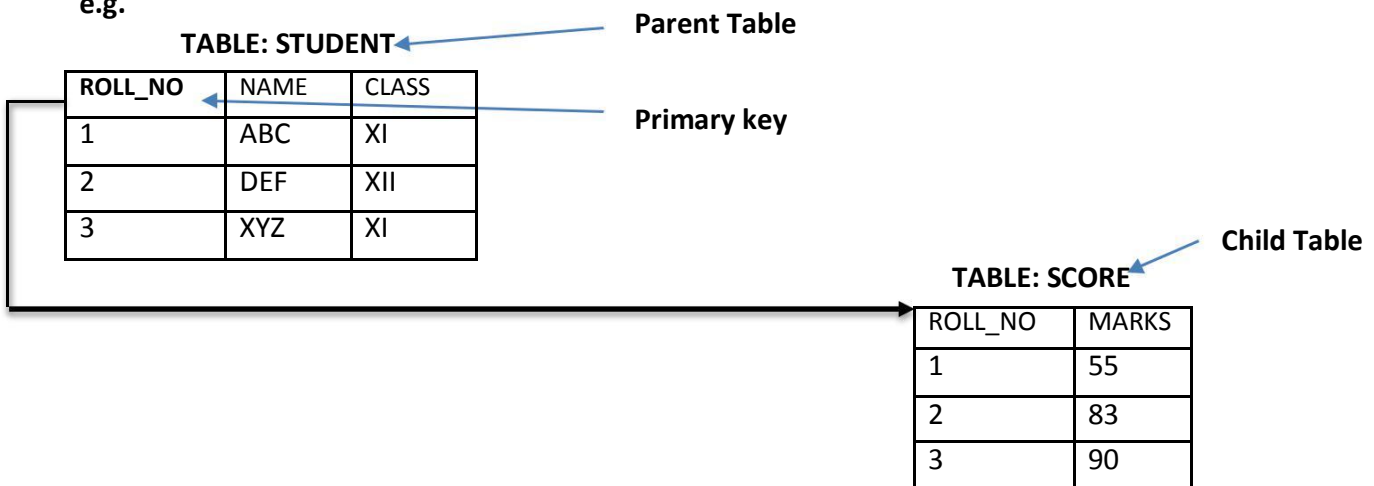 e.g.
Parent Table
TABLE: STUDENT
ROLL_NO NAME CLASS
Primary key
1 ABC XI
2 DEF XII
3 XYZ XI
Child Table
TABLE: SCORE
ROLL_NO MARKS
1 55
2 83
3 90